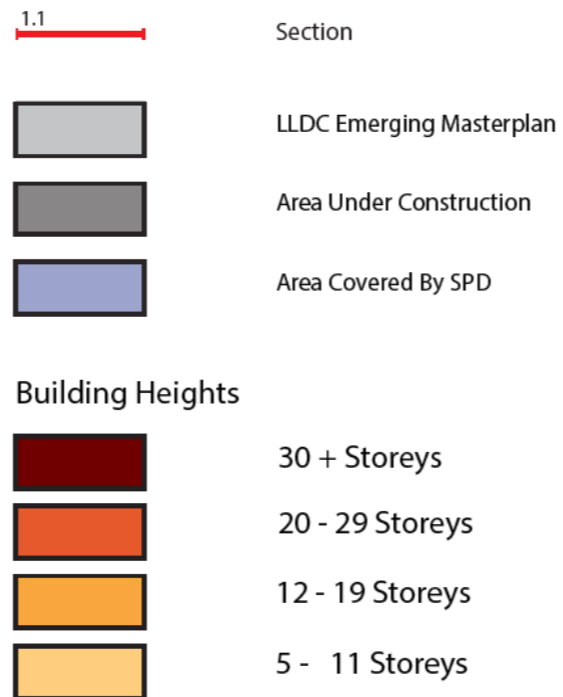 1.1
Section
LLDC Emerging Masterplan
Area Under Construction
Area Covered By SPD
Building Heights
30 + Storeys
20 - 29 Storeys
12 - 19 Storeys
5 - 11 Storeys